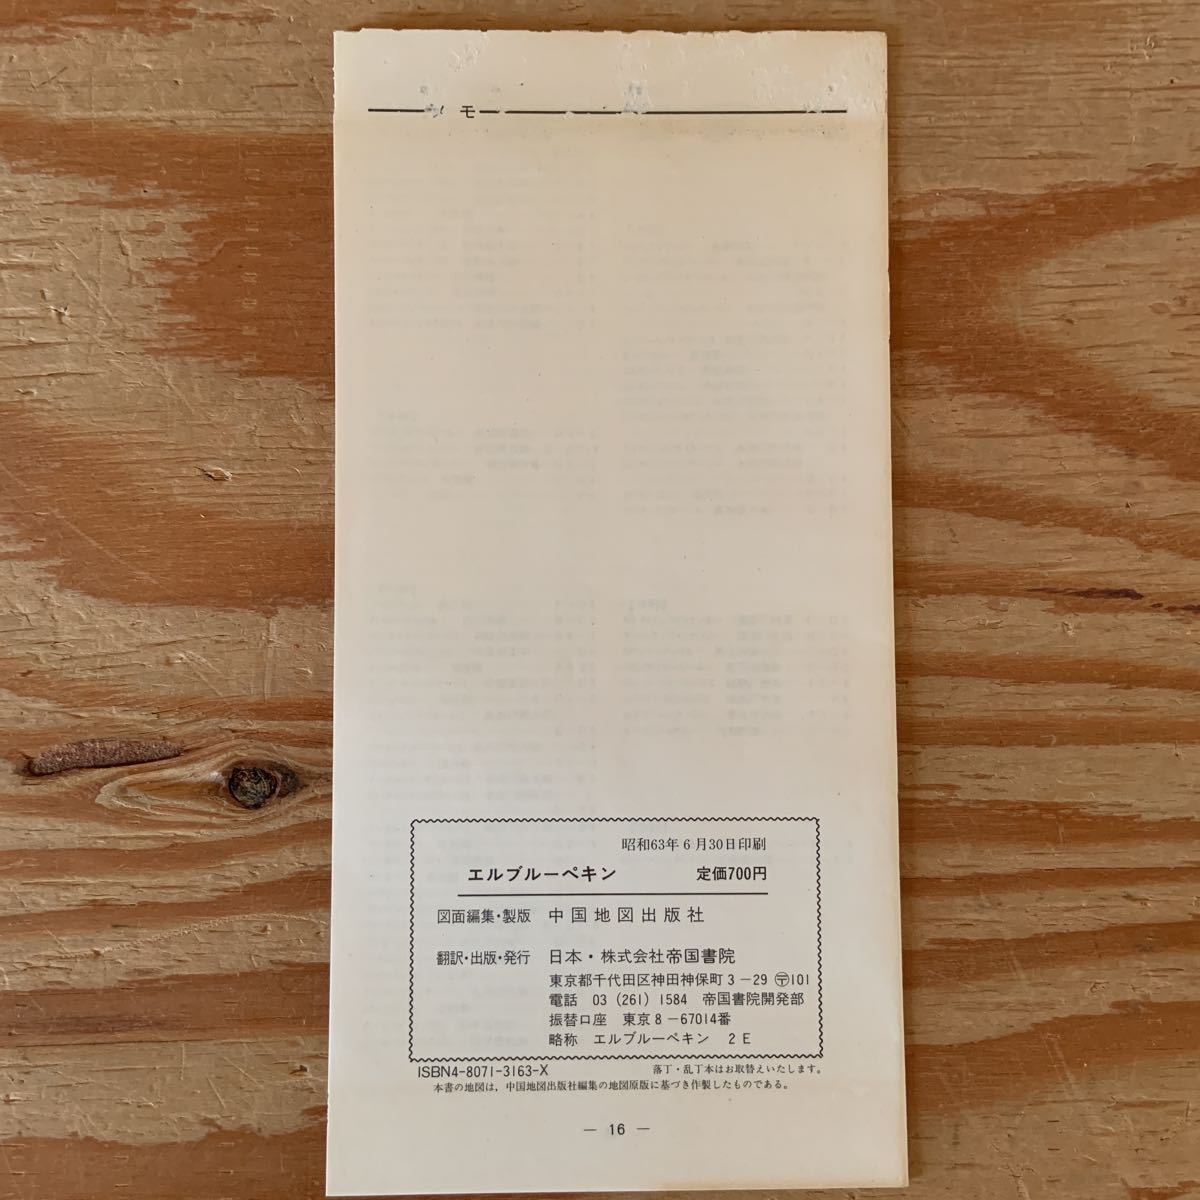 メモ
昭和63年6月30日印刷
エルブルーペキン 定価700円
図面編集・製版 中国地図出版社
翻訳・出版・発行 日本・株式会社帝国書院
東京都千代田区神田神保町3-29 〒101
電話 03 (261) 1584 帝国書院開発部
振替口座 東京8-67014番
略称 エルブルーペキン 2E
ISBN4-8071-3163-X 落丁・乱丁本はお取替えいたします。
本書の地図は,中国地図出版社編集の地図原版に基づき作製したものである。
— 16 —